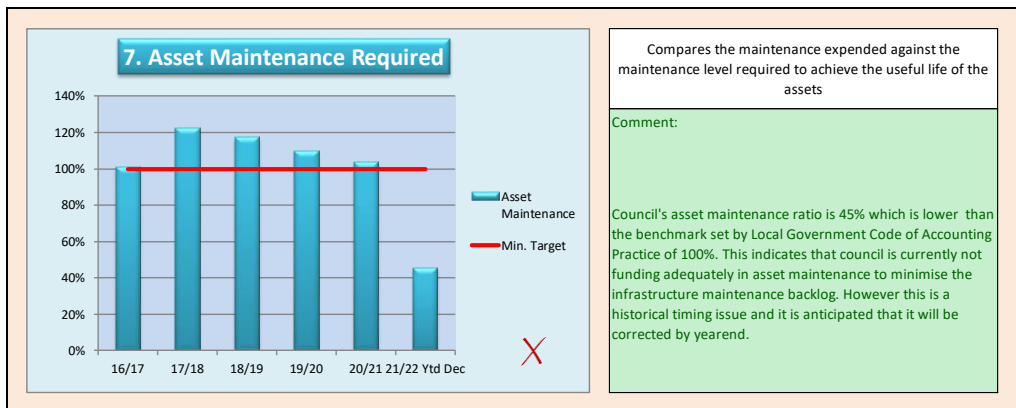 7. Asset Maintenance Required
140%
120%
100%
80%
60%
40%
20%
0%
16/17 17/18 18/19 19/20 20/21 21/22 Ytd Dec
Asset
Maintenance
Min. Target
Compares the maintenance expended against the
maintenance level required to achieve the useful life of the
assets
Comment:
Council's asset maintenance ratio is 45% which is lower than
the benchmark set by Local Government Code of Accounting
Practice of 100%. This indicates that council is currently not
funding adequately in asset maintenance to minimise the
infrastructure maintenance backlog. However this is a
historical timing issue and it is anticipated that it will be
corrected by yearend.